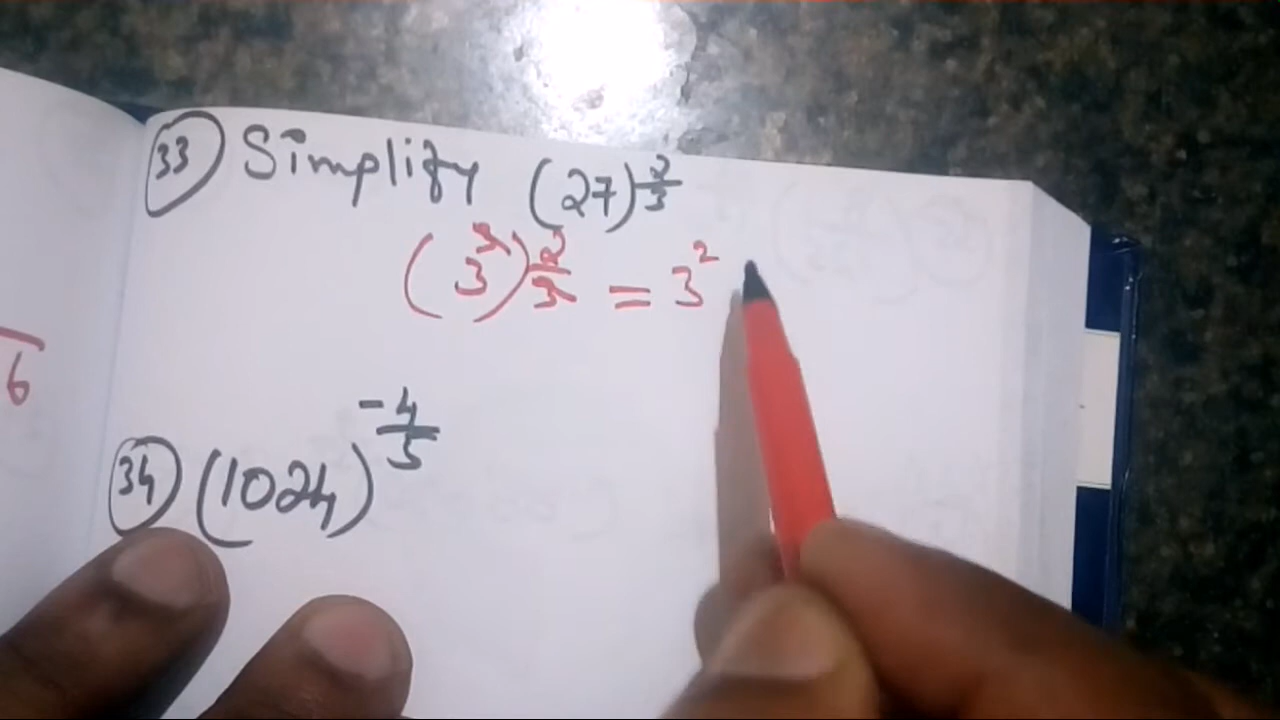 33 Simplify (27)^2/3
(3^3)^2/3 = 3^2
6
34 (1024)^-4/5